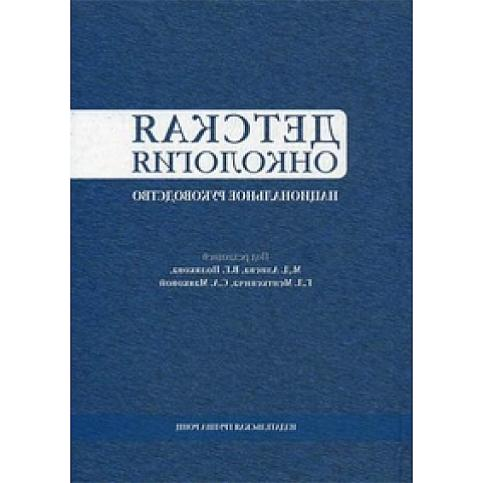 ДЕТСКАЯ
ОНКОЛОГИЯ
НАЦИОНАЛЬНОЕ РУКОВОДСТВО
Под редакцией
М.Д. Алиева, В.Г. Полякова,
Г.Л. Менткевича, С.А. Маяковой
ИЗДАТЕЛЬСКАЯ ГРУППА РОНЦ